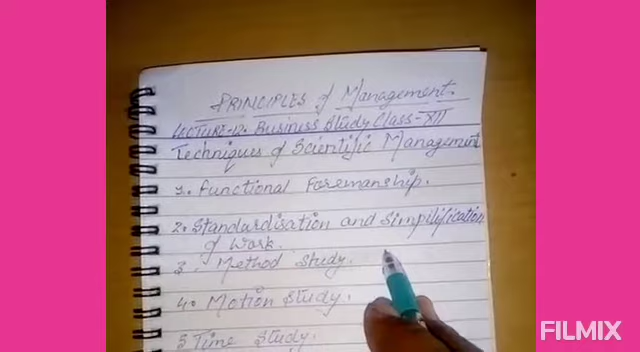 PRINCIPLES of Management.
LECTURE-12. Business Study Class-XII
Techniques of Scientific Management
1. Functional Foremanship.
2. Standardisation and Simplification
of Work.
3. Method Study.
4. Motion Study.
5 Time Study.
FILMIX